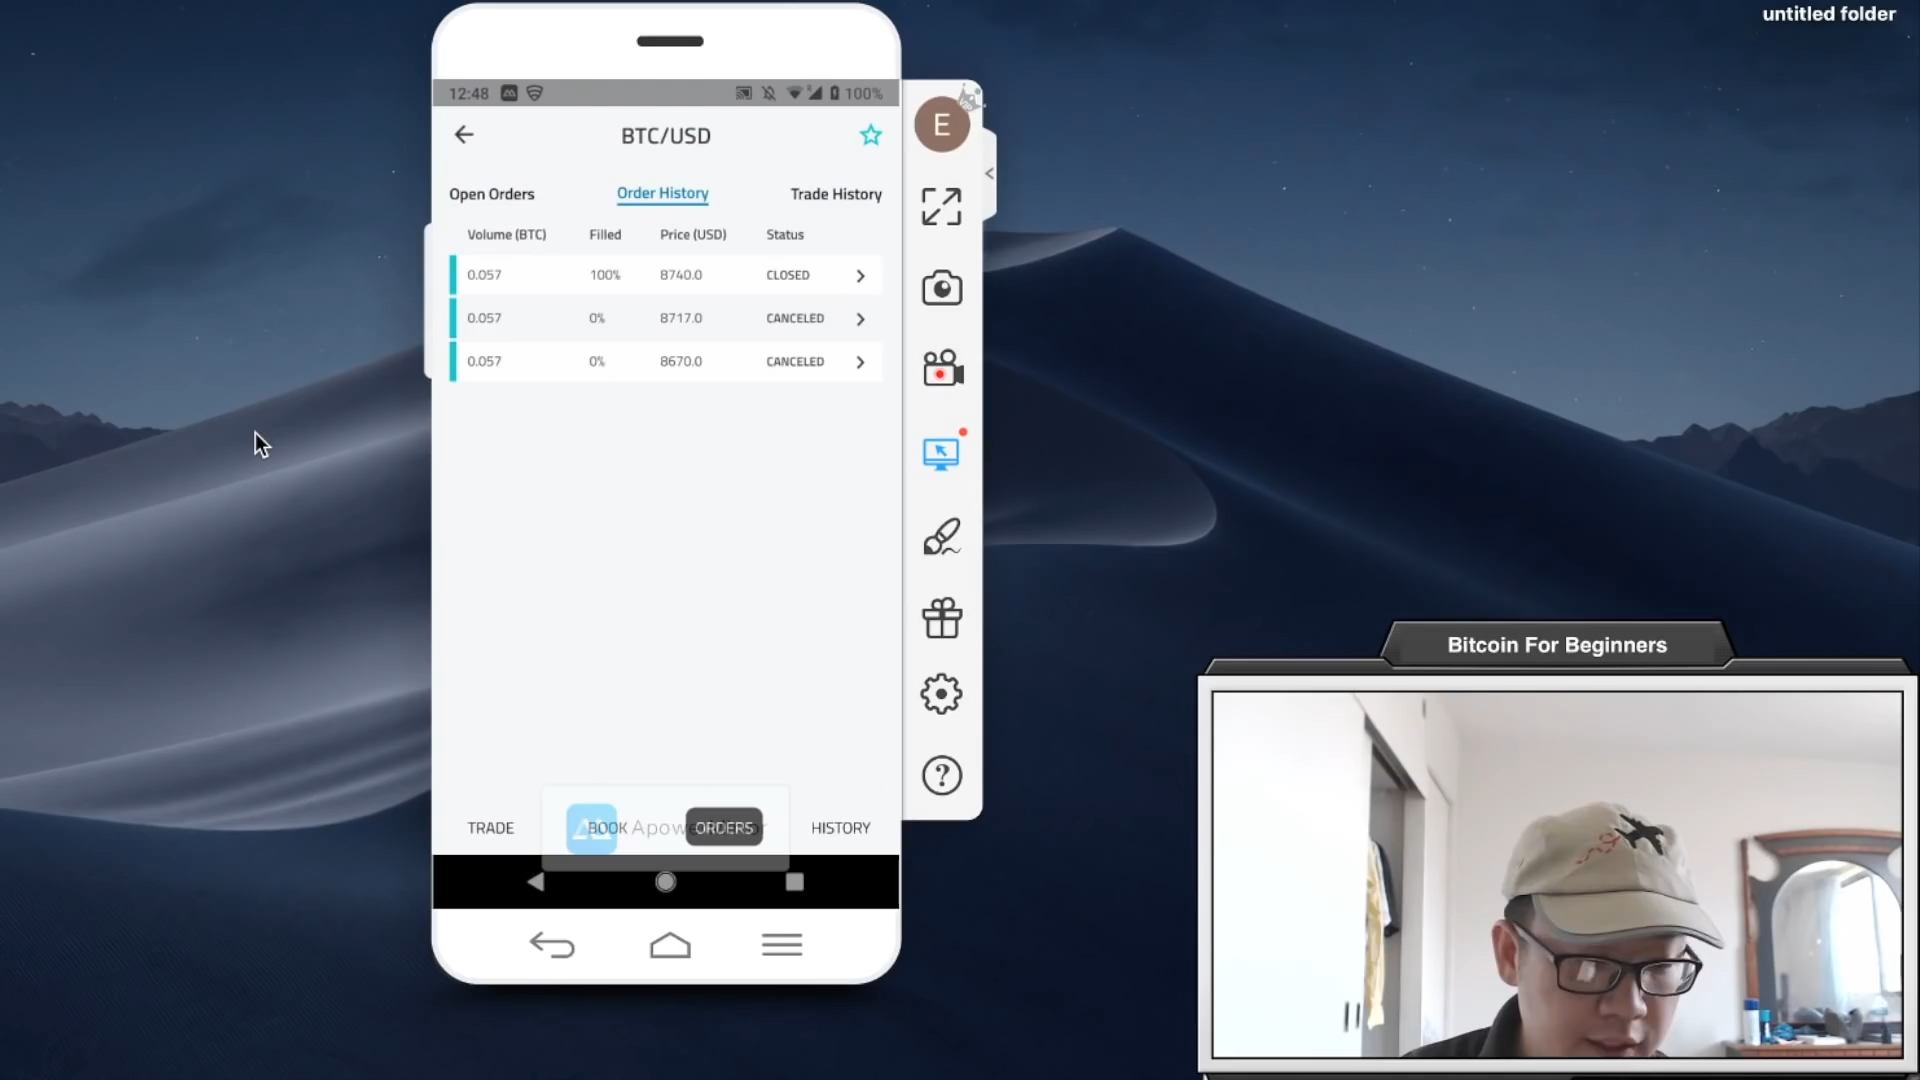 untitled folder
12:48 100%
BTC/USD
E
Open Orders Order History Trade History
Volume (BTC) Filled Price (USD) Status
0.057 100% 8740.0 CLOSED
0.057 0% 8717.0 CANCELED
0.057 0% 8670.0 CANCELED
Bitcoin For Beginners
TRADE BOOK ORDERS HISTORY